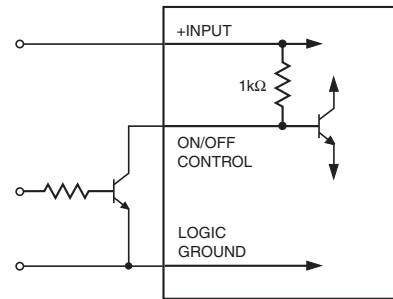 +INPUT
1kΩ
ON/OFF
CONTROL
LOGIC
GROUND